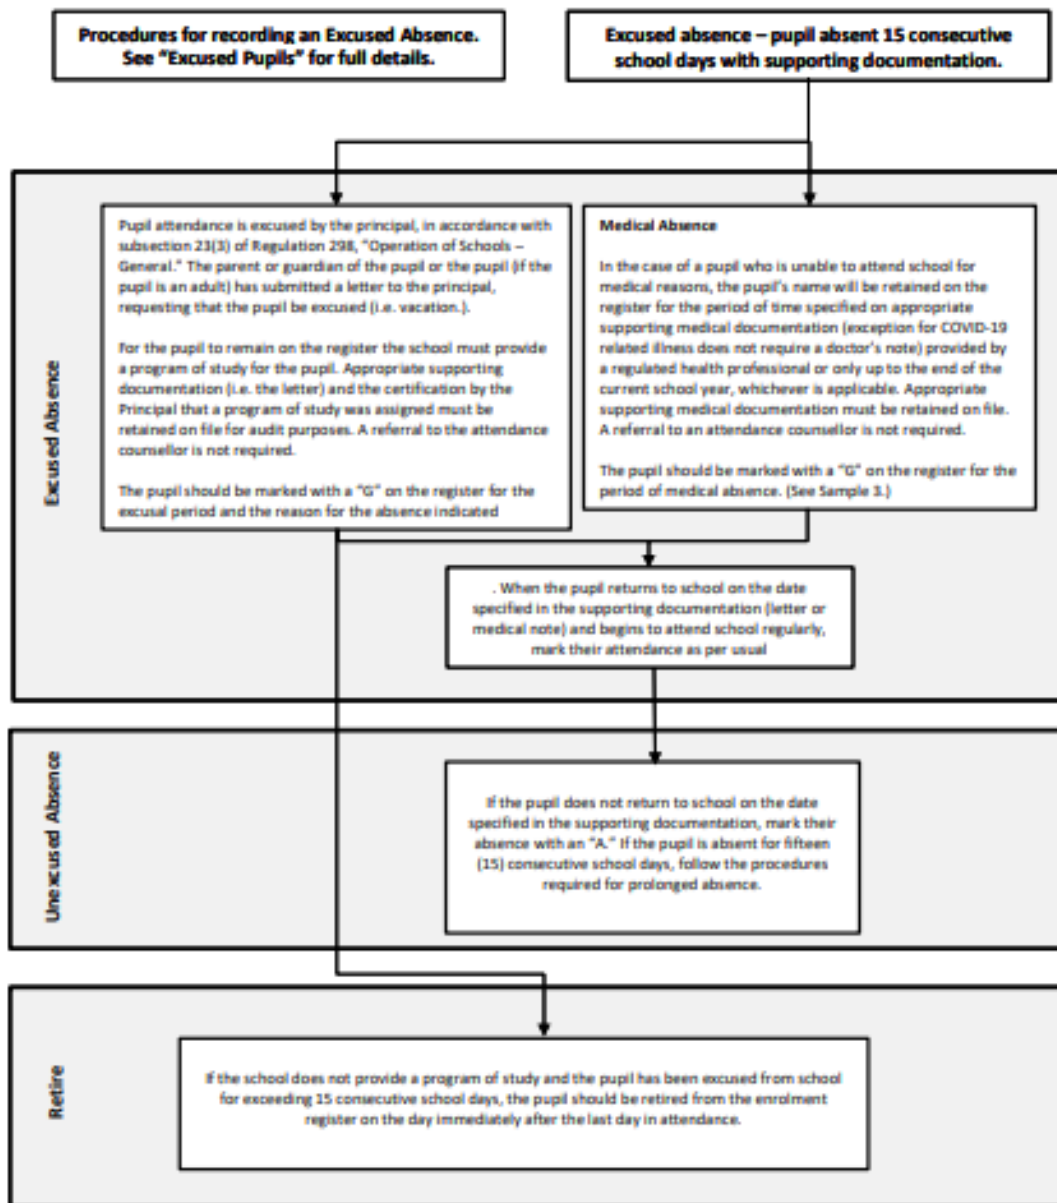 Procedures for recording an Excused Absence.
See “Excused Pupils” for full details.
Excused absence – pupil absent 15 consecutive
school days with supporting documentation.
Excused Absence
Pupil attendance is excused by the principal, in accordance with
subsection 23(3) of Regulation 298, “Operation of Schools –
General.” The parent or guardian of the pupil or the pupil (if the
pupil is an adult) has submitted a letter to the principal,
requesting that the pupil be excused (i.e. vacation.).
For the pupil to remain on the register the school must provide
a program of study for the pupil. Appropriate supporting
documentation (i.e. the letter) and the certification by the
Principal that a program of study was assigned must be
retained on file for audit purposes. A referral to the attendance
counsellor is not required.
The pupil should be marked with a “G” on the register for the
excusal period and the reason for the absence indicated
Medical Absence
In the case of a pupil who is unable to attend school for
medical reasons, the pupil’s name will be retained on the
register for the period of time specified on appropriate
supporting medical documentation (exception for COVID-19
related illness does not require a doctor’s note) provided by
a regulated health professional or only up to the end of the
current school year, whichever is applicable. Appropriate
supporting medical documentation must be retained on file.
A referral to an attendance counsellor is not required.
The pupil should be marked with a “G” on the register for the
period of medical absence. (See Sample 3.)
. When the pupil returns to school on the date
specified in the supporting documentation (letter or
medical note) and begins to attend school regularly,
mark their attendance as per usual
Unexcused Absence
If the pupil does not return to school on the date
specified in the supporting documentation, mark their
absence with an “A.” If the pupil is absent for fifteen
(15) consecutive school days, follow the procedures
required for prolonged absence.
Retire
If the school does not provide a program of study and the pupil has been excused from school
for exceeding 15 consecutive school days, the pupil should be retired from the enrolment
register on the day immediately after the last day in attendance.